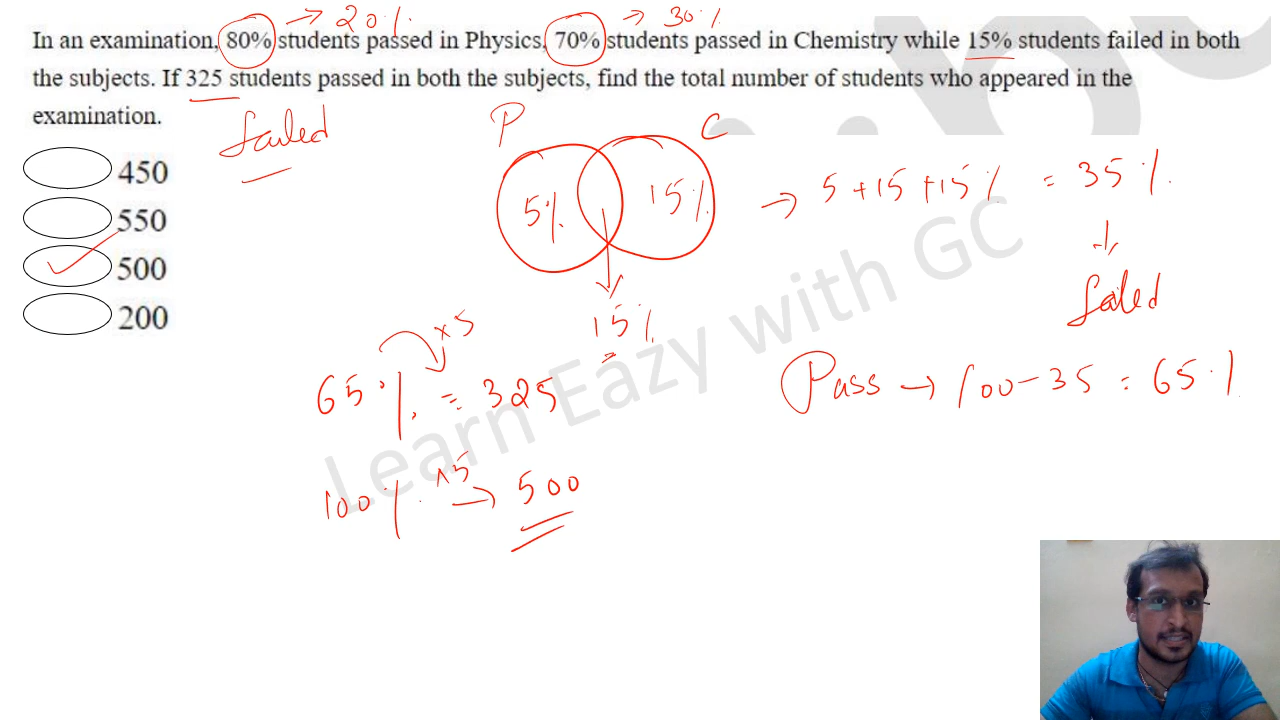 → 20% → 30%
In an examination, 80% students passed in Physics, 70% students passed in Chemistry while 15% students failed in both
the subjects. If 325 students passed in both the subjects, find the total number of students who appeared in the
examination.
failed
P C
450
550
500
200
5% 15% → 5 + 15 + 15% = 35%
15%
failed
Pass → 100 - 35 = 65%
×5
65% = 325
×5
100% → 500
Learn Eazy with GC